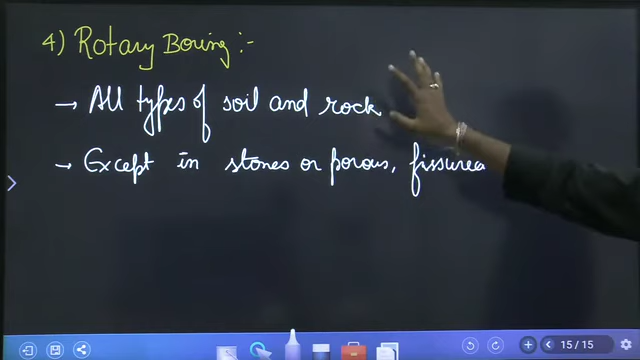 4) Rotary Boring :-
→ All types of soil and rock
→ Except in stones or porous, fissured
15/15